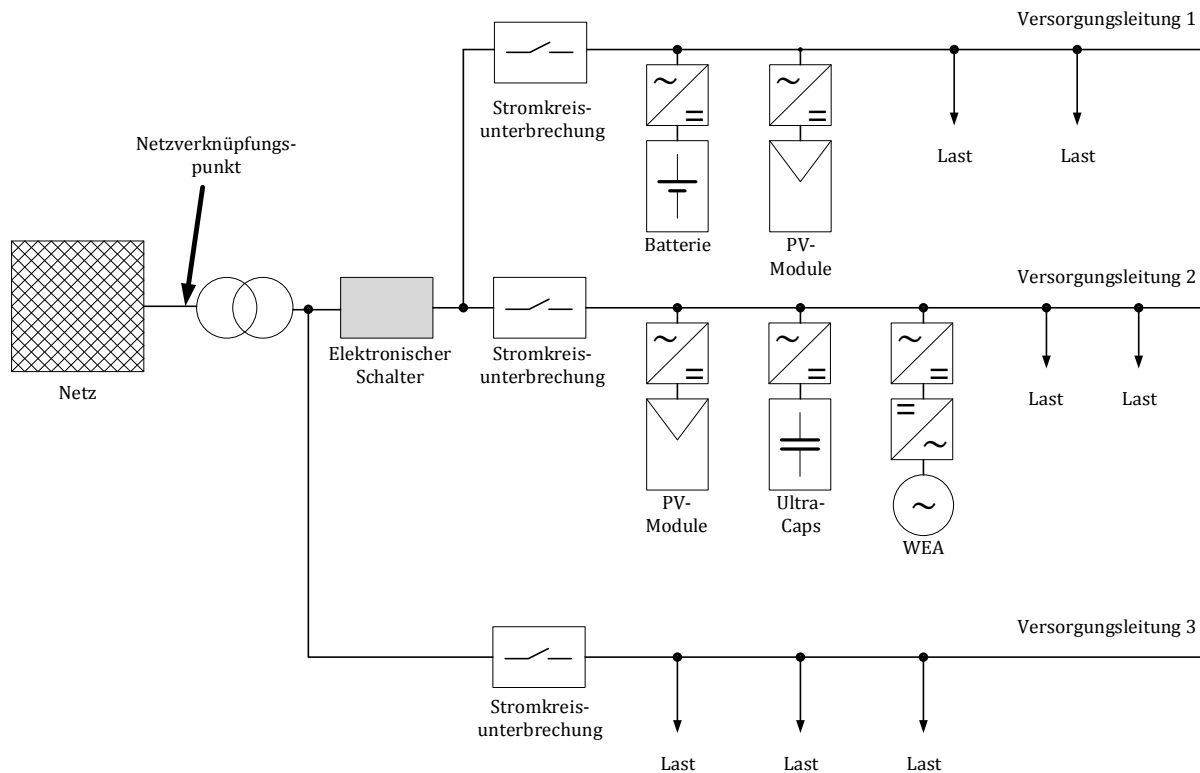 Versorgungsleitung 1
Stromkreis-
unterbrechung
Netzverknüpfungs-
punkt
Last
Last
Batterie
PV-
Module
Versorgungsleitung 2
Elektronischer
Schalter
Stromkreis-
unterbrechung
Netz
Last
Last
PV-
Module
Ultra-
Caps
WEA
Versorgungsleitung 3
Stromkreis-
unterbrechung
Last
Last
Last